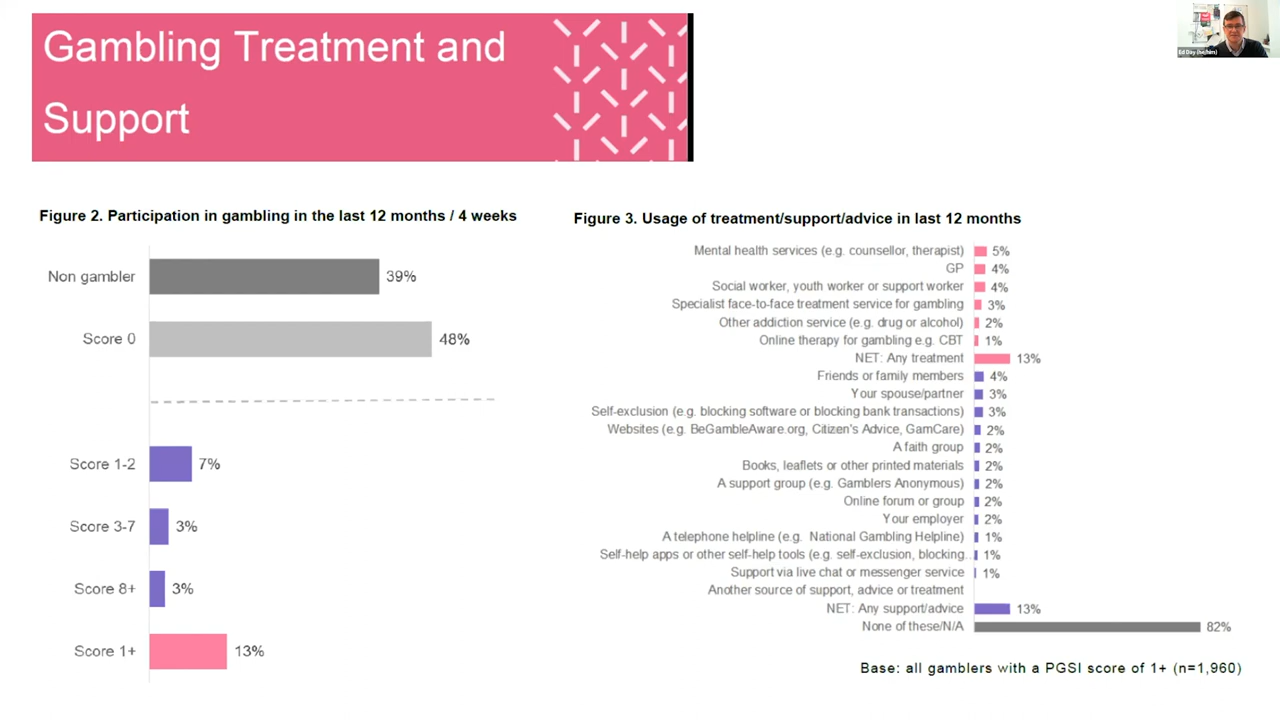 Gambling Treatment and
Support
Ed Day (he/him)
Figure 2. Participation in gambling in the last 12 months / 4 weeks
Non gambler 39%
Score 0 48%
Score 1-2 7%
Score 3-7 3%
Score 8+ 3%
Score 1+ 13%
Figure 3. Usage of treatment/support/advice in last 12 months
Mental health services (e.g. counsellor, therapist) 5%
GP 4%
Social worker, youth worker or support worker 4%
Specialist face-to-face treatment service for gambling 3%
Other addiction service (e.g. drug or alcohol) 2%
Online therapy for gambling e.g. CBT 1%
NET: Any treatment 13%
Friends or family members 4%
Your spouse/partner 3%
Self-exclusion (e.g. blocking software or blocking bank transactions) 3%
Websites (e.g. BeGambleAware.org, Citizen's Advice, GamCare) 2%
A faith group 2%
Books, leaflets or other printed materials 2%
A support group (e.g. Gamblers Anonymous) 2%
Online forum or group 2%
Your employer 2%
A telephone helpline (e.g. National Gambling Helpline) 1%
Self-help apps or other self-help tools (e.g. self-exclusion, blocking... 1%
Support via live chat or messenger service 1%
Another source of support, advice or treatment
NET: Any support/advice 13%
None of these/N/A 82%
Base: all gamblers with a PGSI score of 1+ (n=1,960)